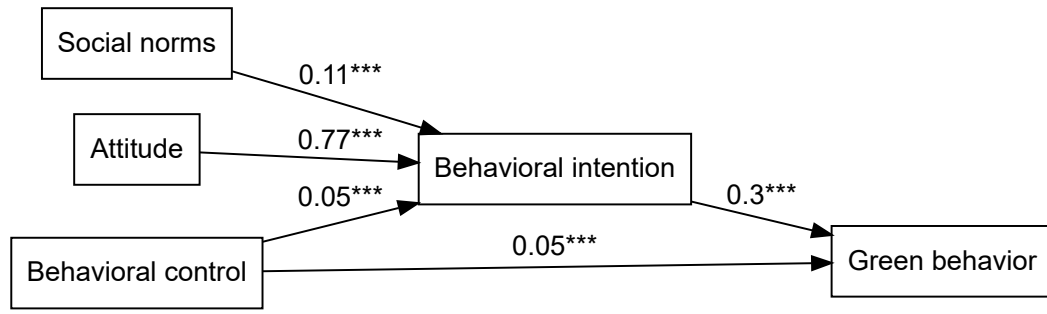 Social norms
0.11***
Attitude
0.77***
Behavioral intention
0.05***
0.3***
Behavioral control
0.05***
Green behavior